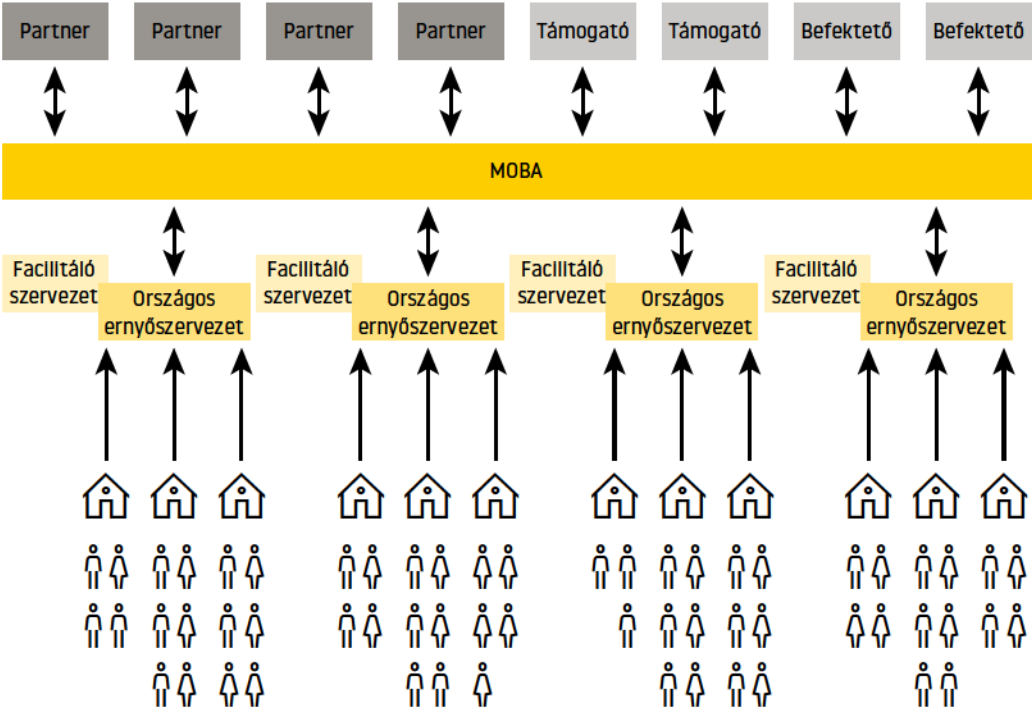 Partner
Partner
Partner
Partner
Támogató
Támogató
Befektető
Befektető
MOBA
Facilitáló
szervezet
Országos
ernyőszervezet
Facilitáló
szervezet
Országos
ernyőszervezet
Facilitáló
szervezet
Országos
ernyőszervezet
Facilitáló
szervezet
Országos
ernyőszervezet